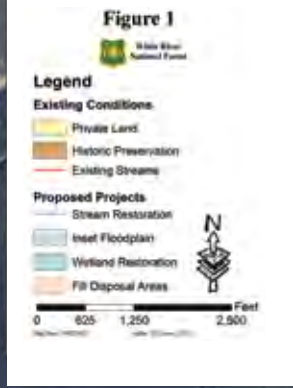 Figure 1
White River
National Forest
Legend
Existing Conditions
Private Land
Historic Preservation
Existing Streams
Proposed Projects
Stream Restoration
Inset Floodplain
Wetland Restoration
Fill Disposal Areas
N
Feet
0 625 1,250 2,500